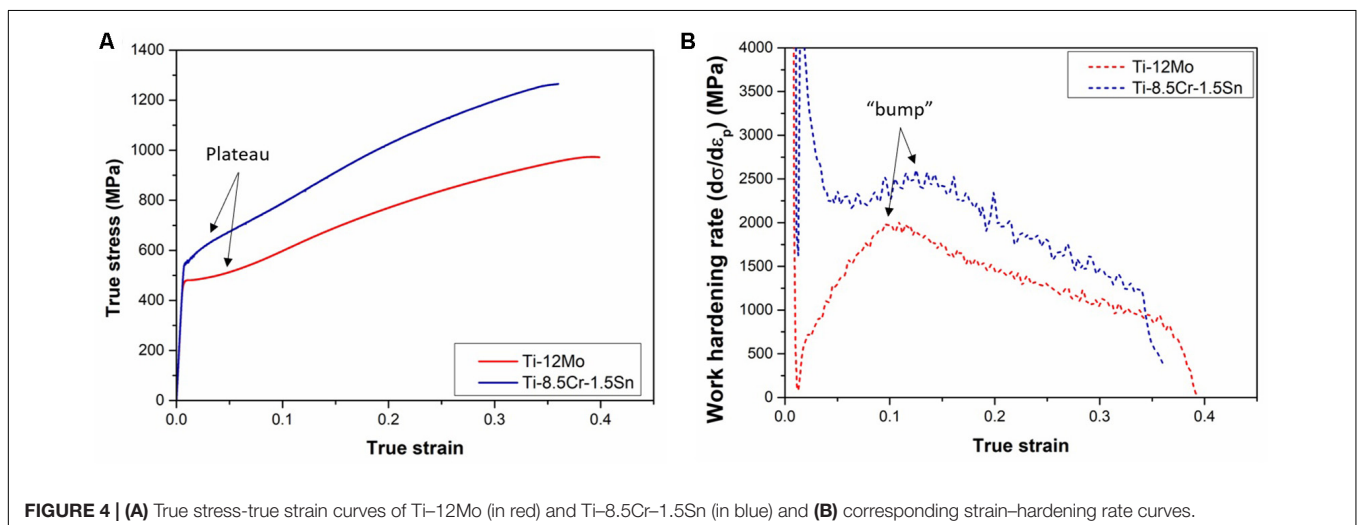 A
True stress (MPa)
1400
1200
1000
800
600
400
200
0
Plateau
Ti-12Mo
Ti-8.5Cr-1.5Sn
0.0 0.1 0.2 0.3 0.4
True strain
B
Work hardening rate (dσ/dεp) (MPa)
4000
3500
3000
2500
2000
1500
1000
500
0
Ti-12Mo
Ti-8.5Cr-1.5Sn
“bump”
0.0 0.1 0.2 0.3 0.4
True strain
FIGURE 4 | (A) True stress-true strain curves of Ti–12Mo (in red) and Ti–8.5Cr–1.5Sn (in blue) and (B) corresponding strain–hardening rate curves.